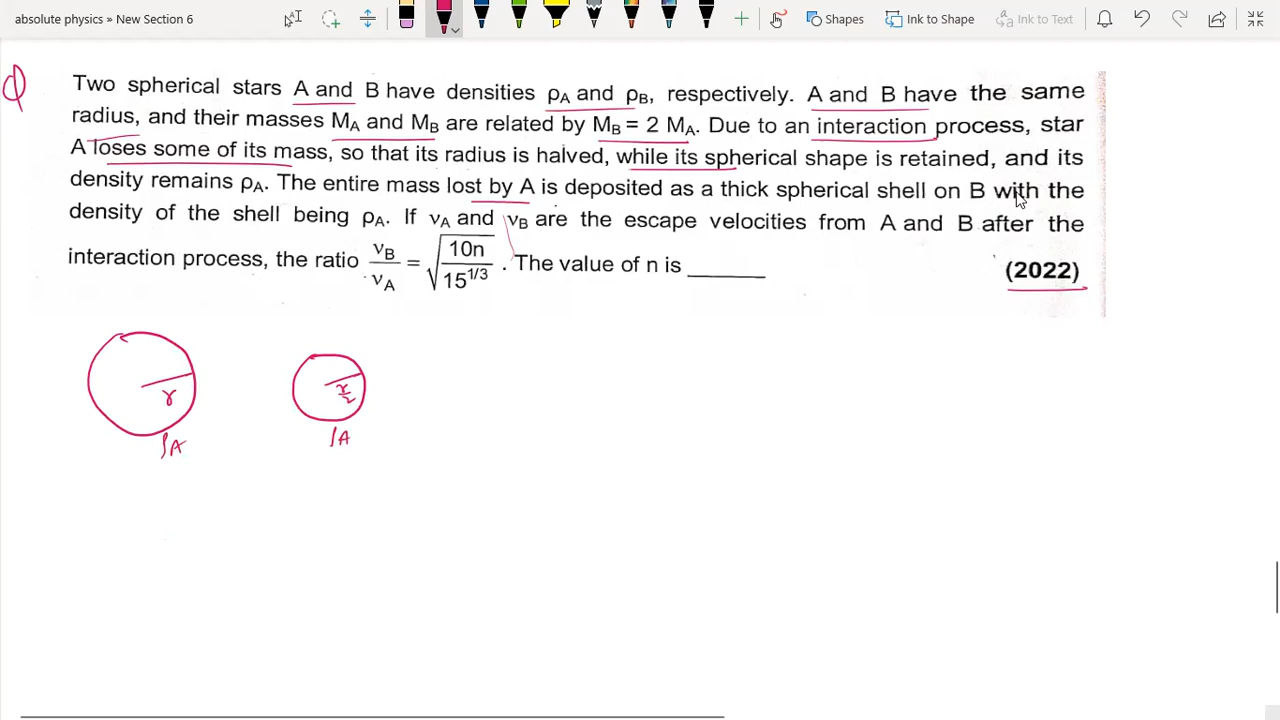 absolute physics » New Section 6
Shapes
Ink to Shape
Ink to Text
Q
Two spherical stars A and B have densities ρA and ρB, respectively. A and B have the same
radius, and their masses MA and MB are related by MB = 2 MA. Due to an interaction process, star
A loses some of its mass, so that its radius is halved, while its spherical shape is retained, and its
density remains ρA. The entire mass lost by A is deposited as a thick spherical shell on B with the
density of the shell being ρA. If vA and vB are the escape velocities from A and B after the
interaction process, the ratio vB/vA = √(10n/15^1/3). The value of n is ______
(2022)
r
r/2
ρA
ρA